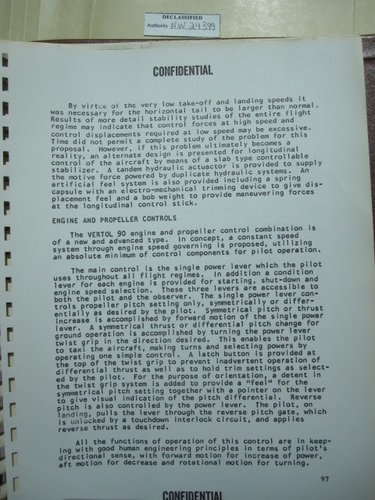 DECLASSIFIED
Authority NW 24399
CONFIDENTIAL
By virtue of the very low take-off and landing speeds it
was necessary for the horizontal tail to be larger than normal.
Results of more detail stability studies of the entire flight
regime may indicate that control forces at high speed and
control displacements required at low speed may be excessive.
Time did not permit a complete study of the problem for this
proposal. However, if this problem ultimately becomes a
reality, an alternate design is presented for longitudinal
control of the aircraft by means of a slab type controllable
stabilizer. A tandem hydraulic actuactor is provided to supply
the motive force powered by duplicate hydraulic systems. An
artificial feel system is also provided including a spring
capsule with an electro-mechanical trimming device to give dis-
placement feel and a bob weight to provide maneuvering forces
at the longitudinal control stick.
ENGINE AND PROPELLER CONTROLS
The VERTOL 90 engine and propeller control combination is
of a new and advanced type. In concept, a constant speed
system through engine speed governing is proposed, utilizing
an absolute minimum of control components for pilot operation.
The main control is the single power lever which the pilot
uses throughout all flight regimes. In addition a condition
lever for each engine is provided for starting, shut-down and
engine speed selection. These three levers are accessible to
both the pilot and the observer. The single power lever con-
trols propeller pitch setting only, symmetrically or differ-
entially as desired by the pilot. Symmetrical pitch or thrust
increase is accomplished by forward motion of the single power
lever. A symmetrical thrust or differential pitch change for
ground operation is accomplished by turning the power lever
twist grip in the direction desired. This enables the pilot
to taxi the aircraft, making turns and selecting powers by
operating one simple control. A latch button is provided at
the top of the twist grip to prevent inadvertent operation of
differential thrust as well as to hold trim settings as select-
ed by the pilot. For the purpose of orientation, a detent in
the twist grip system is added to provide a "feel" for the
symmetrical pitch setting together with a pointer on the lever
to give visual indication of the pitch differential. Reverse
pitch is also controlled by the power lever. The pilot, on
landing, pulls the lever through the reverse pitch gate, which
is unlocked by a touchdown interlock circuit, and applies
reverse thrust as desired.
All the functions of operation of this control are in keep-
ing with good human engineering principles in terms of pilot's
directional sense, with forward motion for increase of power,
aft motion for decrease and rotational motion for turning.
97
CONFIDENTIAL